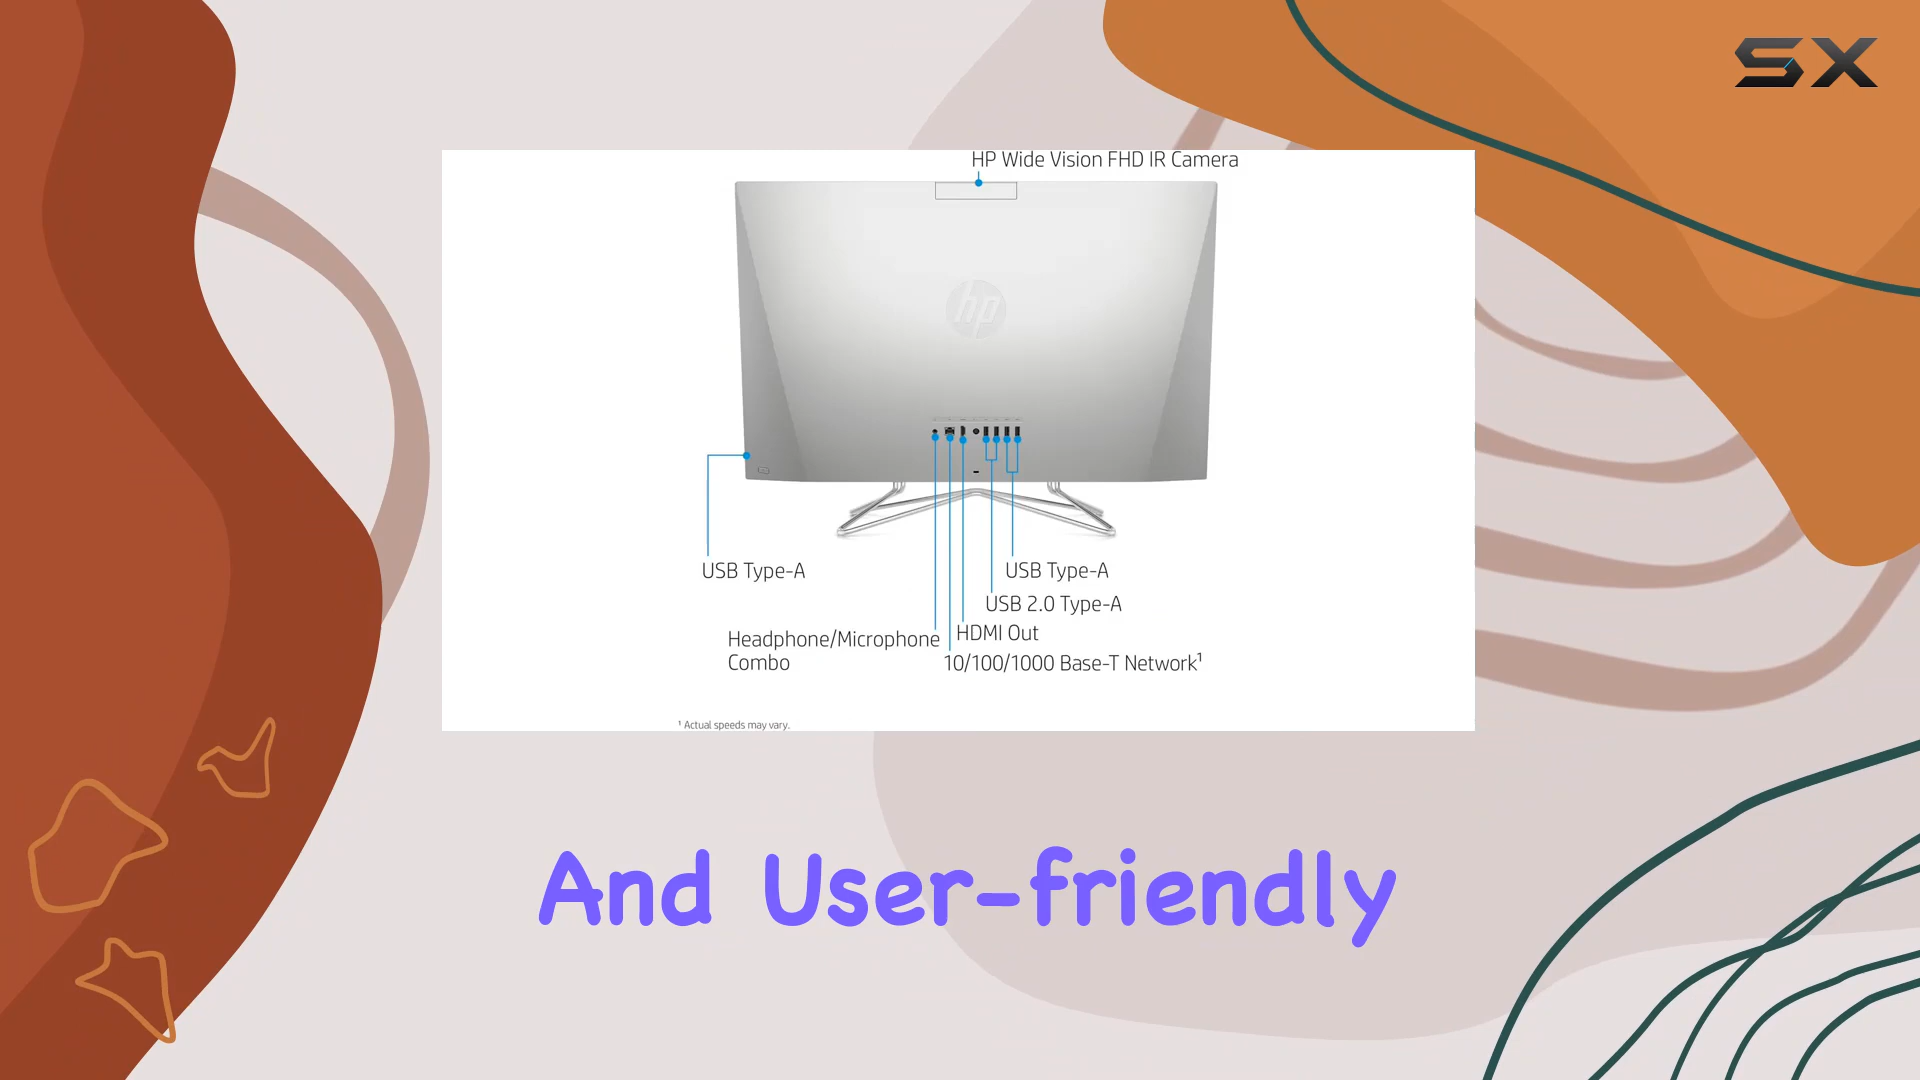 SX
HP Wide Vision FHD IR Camera
hp
USB Type-A
USB Type-A
USB 2.0 Type-A
Headphone/Microphone
Combo
HDMI Out
10/100/1000 Base-T Network¹
¹ Actual speeds may vary.
And User-friendly